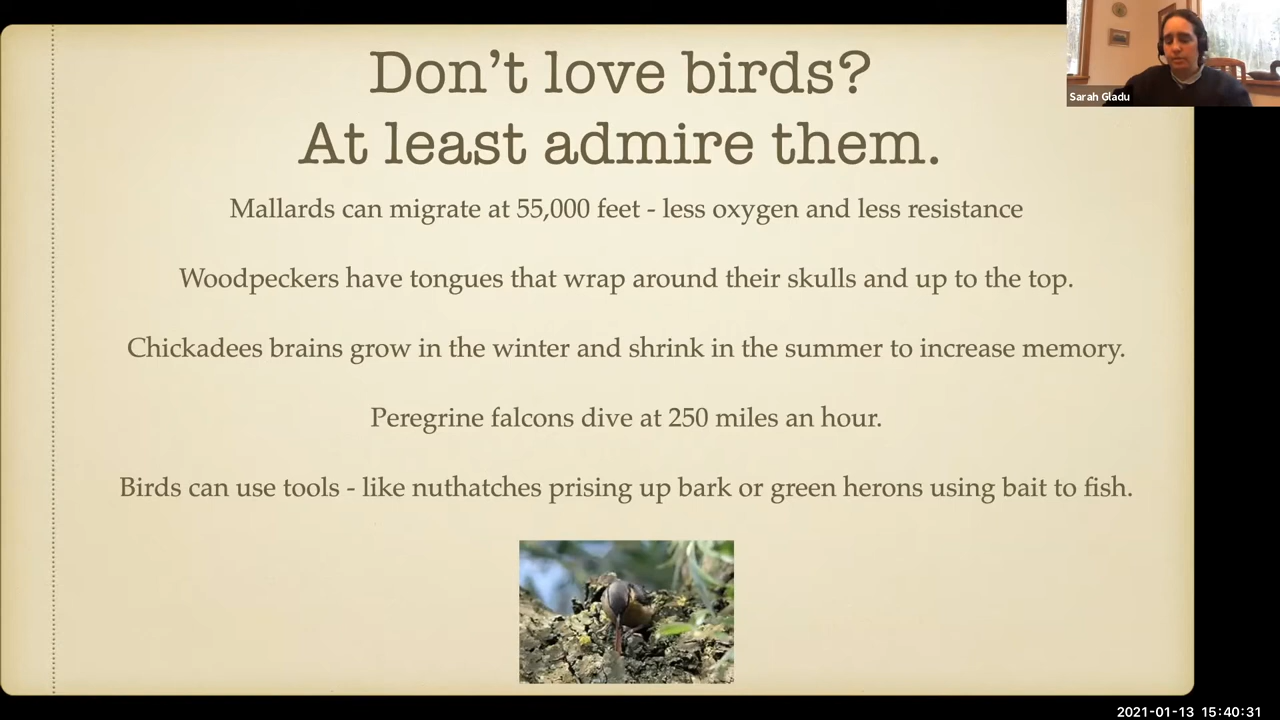 Don't love birds?
At least admire them.
Sarah Gladu
Mallards can migrate at 55,000 feet - less oxygen and less resistance
Woodpeckers have tongues that wrap around their skulls and up to the top.
Chickadees brains grow in the winter and shrink in the summer to increase memory.
Peregrine falcons dive at 250 miles an hour.
Birds can use tools - like nuthatches prising up bark or green herons using bait to fish.
2021-01-13 15:40:31